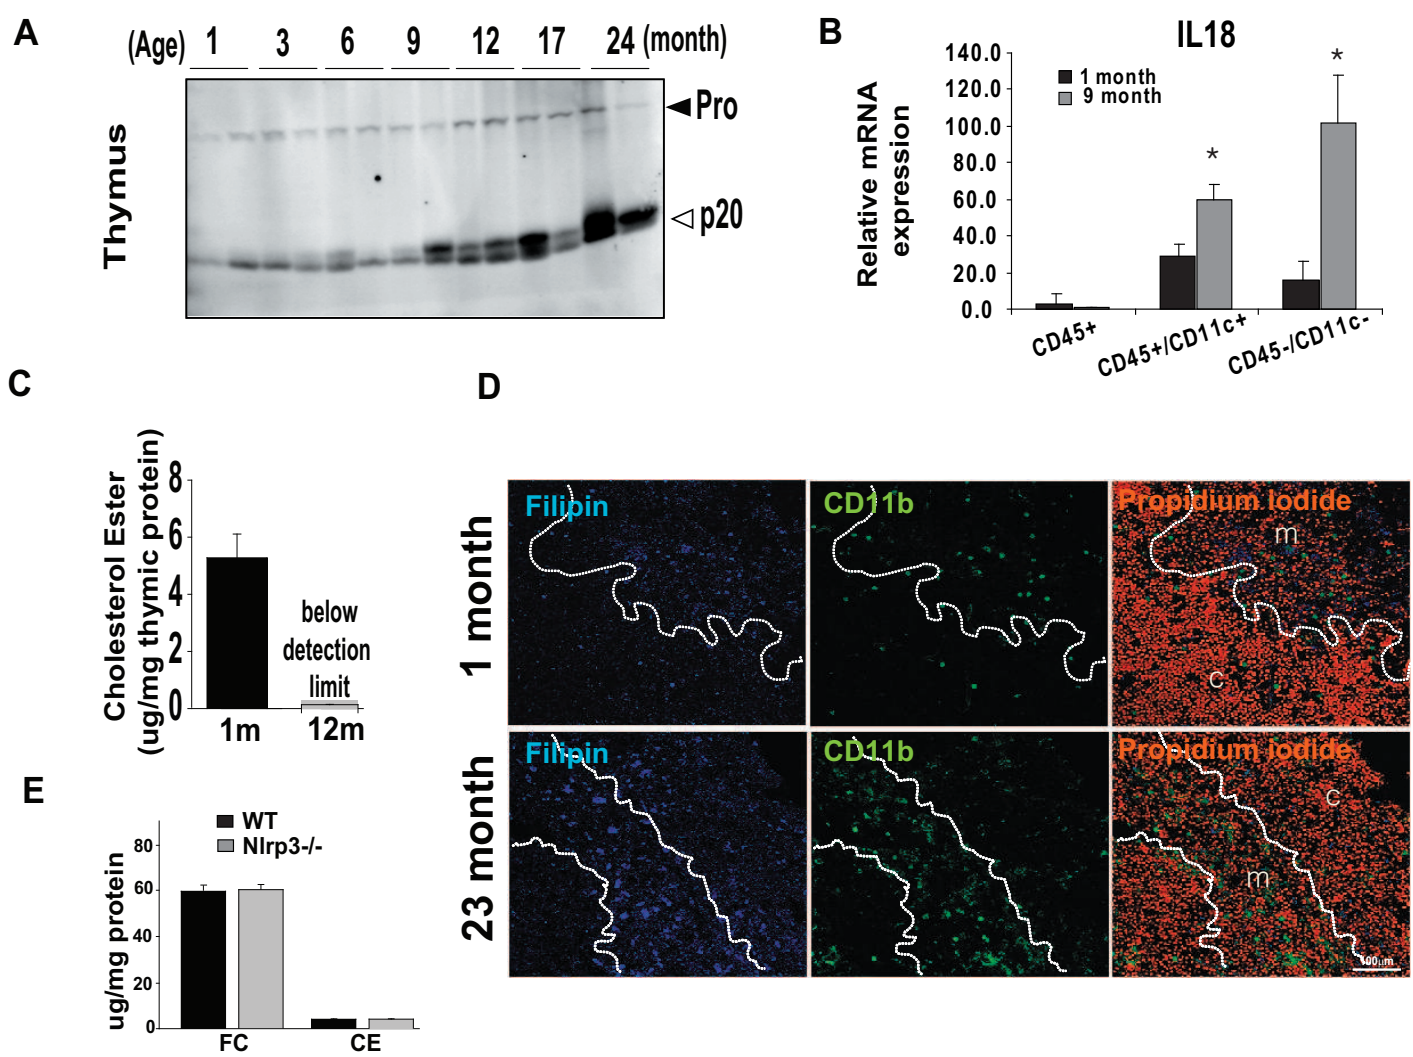 A
(Age) 1 3 6 9 12 17 24 (month)
Thymus
Pro
p20
B
IL18
1 month
9 month
Relative mRNA
expression
140.0
120.0
100.0
80.0
60.0
40.0
20.0
0.0
*
*
CD45+
CD45+/CD11c+
CD45-/CD11c-
C
Cholesterol Ester
(ug/mg thymic protein)
8
6
4
2
0
below
detection
limit
1m
12m
D
1 month
Filipin
CD11b
Propidium iodide
m
c
23 month
Filipin
CD11b
Propidium iodide
c
m
100µm
E
WT
Nlrp3-/-
ug/mg protein
80
60
40
20
0
FC
CE